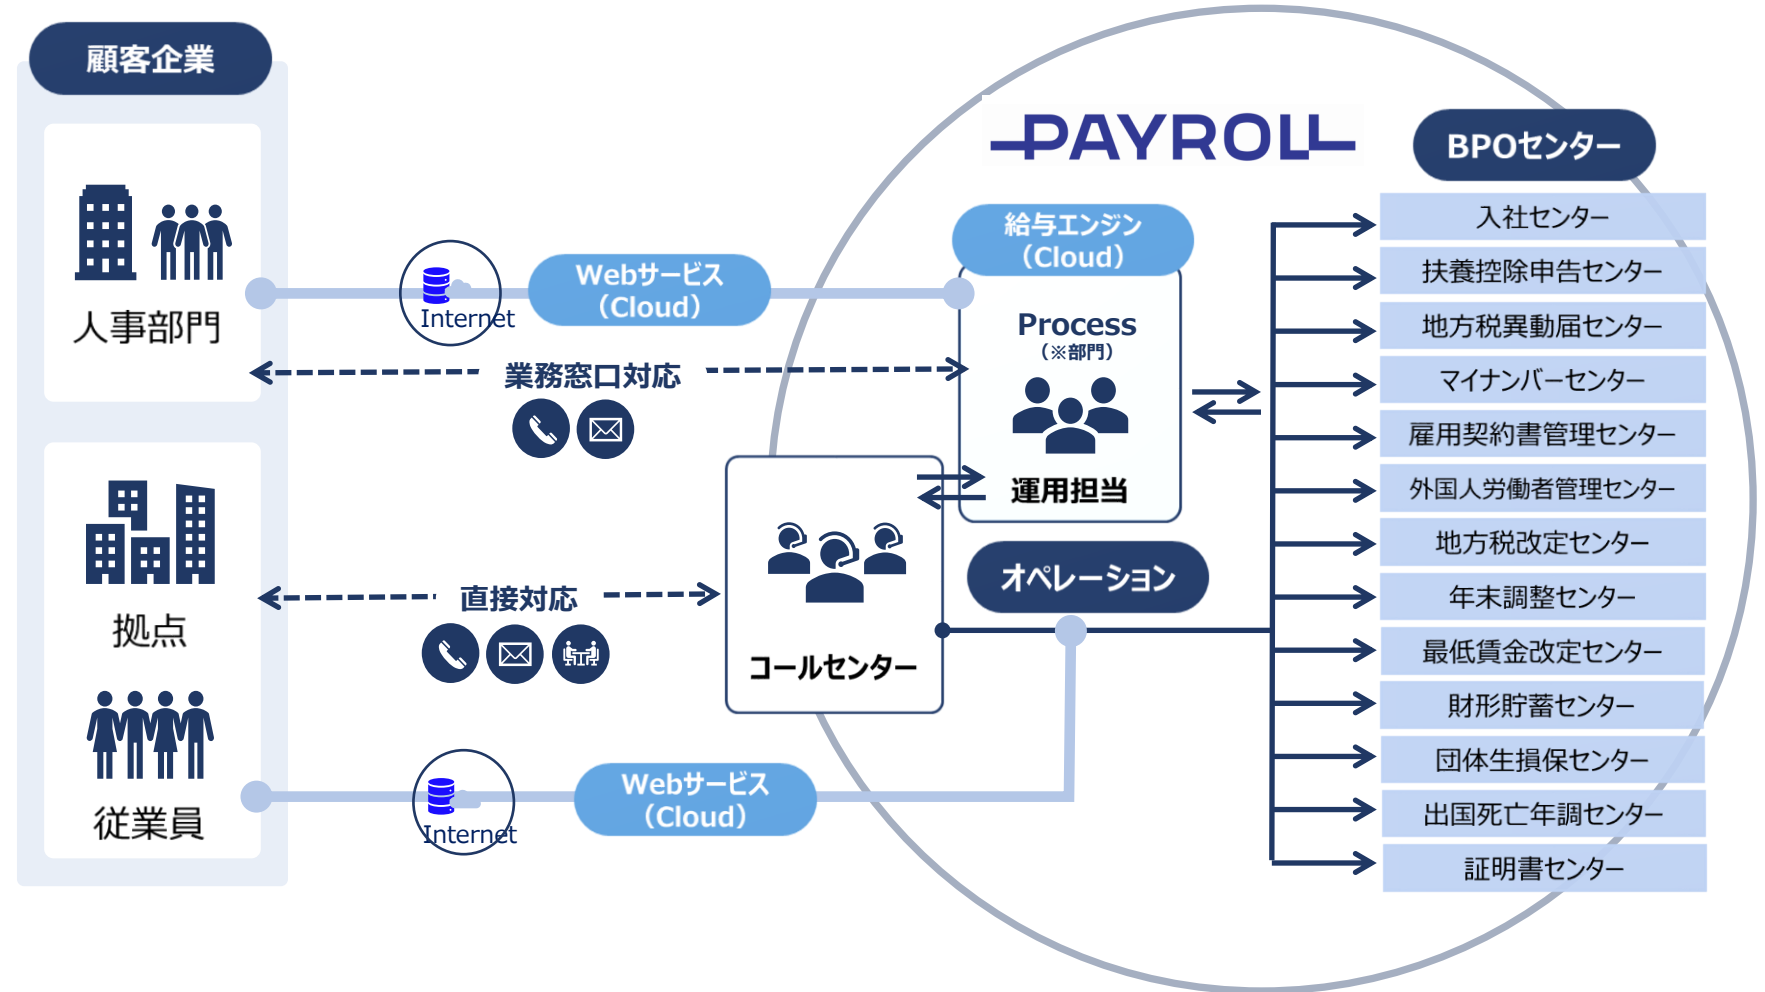 顧客企業
人事部門
拠点
従業員
Internet
Webサービス
（Cloud）
業務窓口対応
直接対応
Internet
Webサービス
（Cloud）
PAYROLL
給与エンジン
（Cloud）
Process
（※部門）
運用担当
コールセンター
オペレーション
BPOセンター
入社センター
扶養控除申告センター
地方税異動届センター
マイナンバーセンター
雇用契約書管理センター
外国人労働者管理センター
地方税改定センター
年末調整センター
最低賃金改定センター
財形貯蓄センター
団体生損保センター
出国死亡年調センター
証明書センター